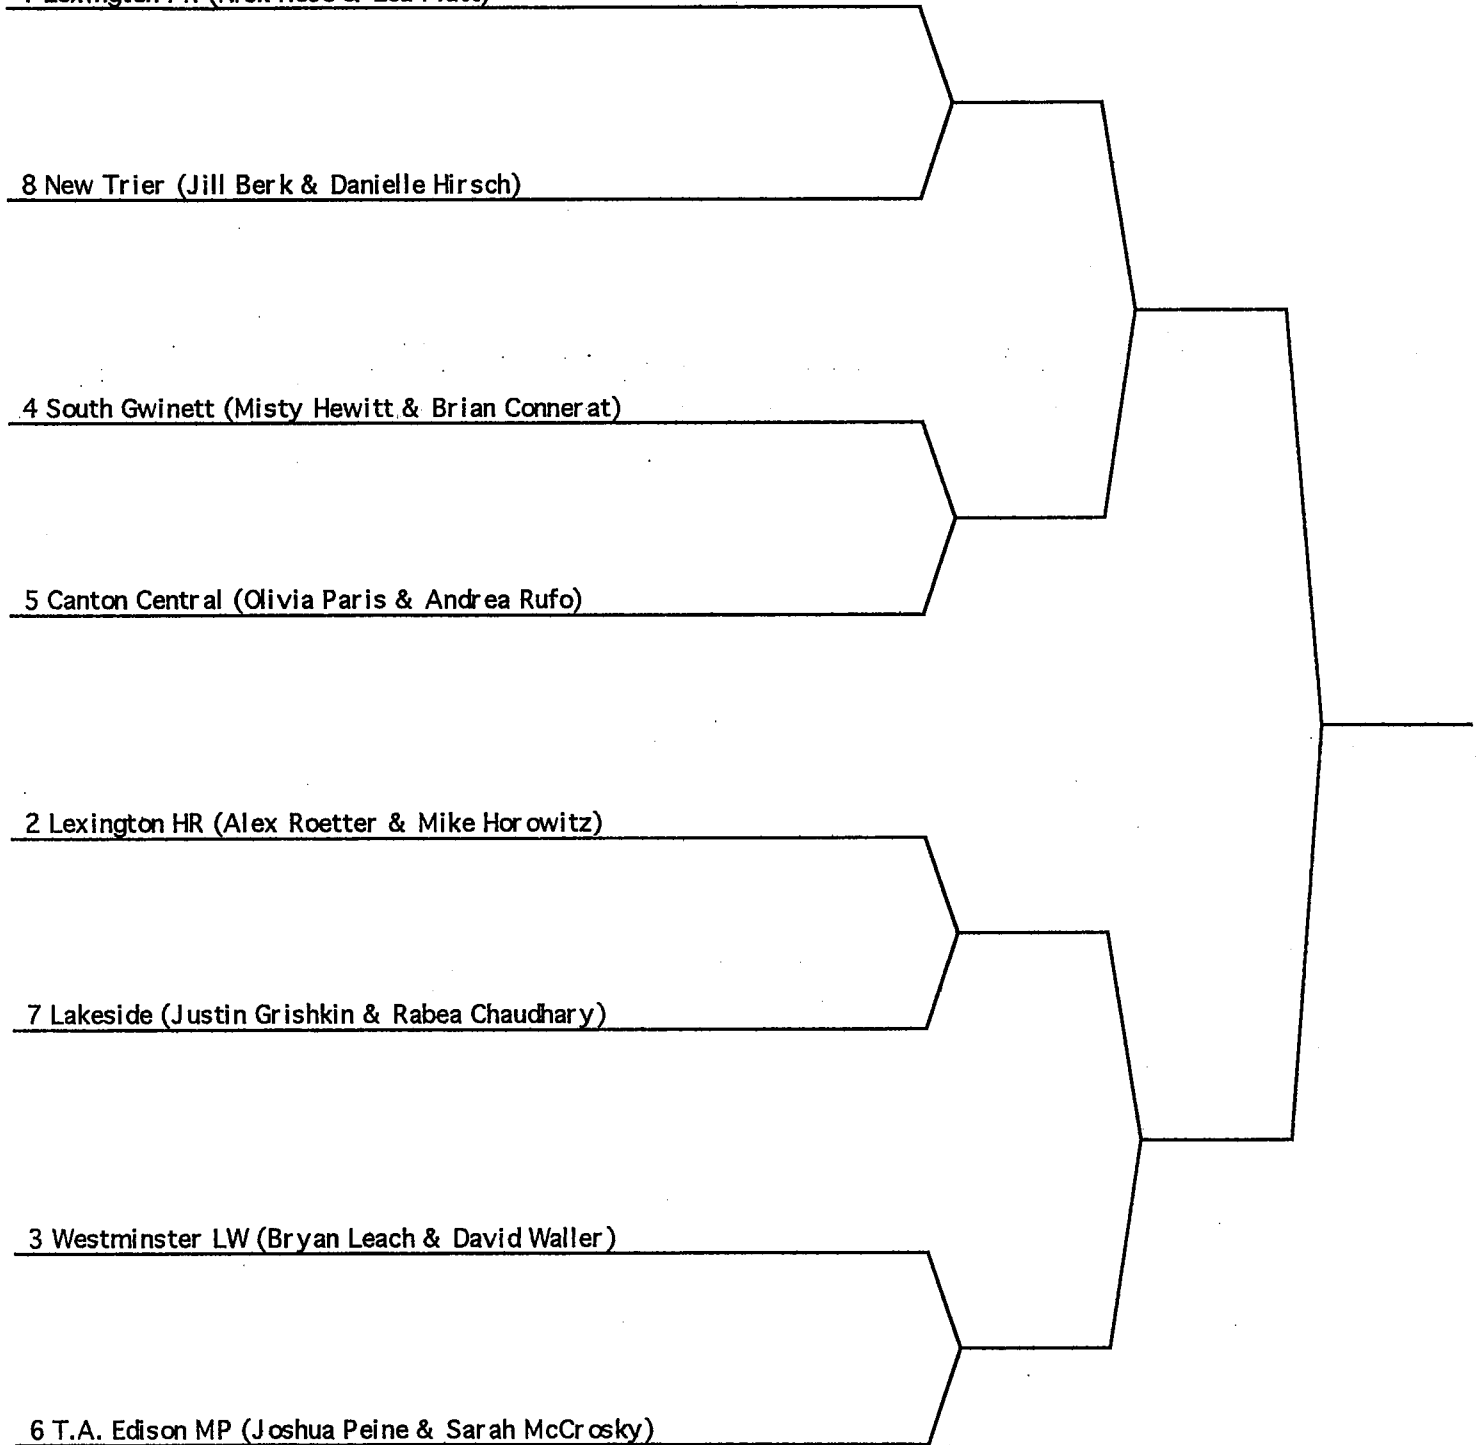 8 New Trier (Jill Berk & Danielle Hirsch)
4 South Gwinett (Misty Hewitt & Brian Connerat)
5 Canton Central (Olivia Paris & Andrea Rufo)
2 Lexington HR (Alex Roetter & Mike Horowitz)
7 Lakeside (Justin Grishkin & Rabea Chaudhary)
3 Westminster LW (Bryan Leach & David Waller)
6 T.A. Edison MP (Joshua Peine & Sarah McCrosky)